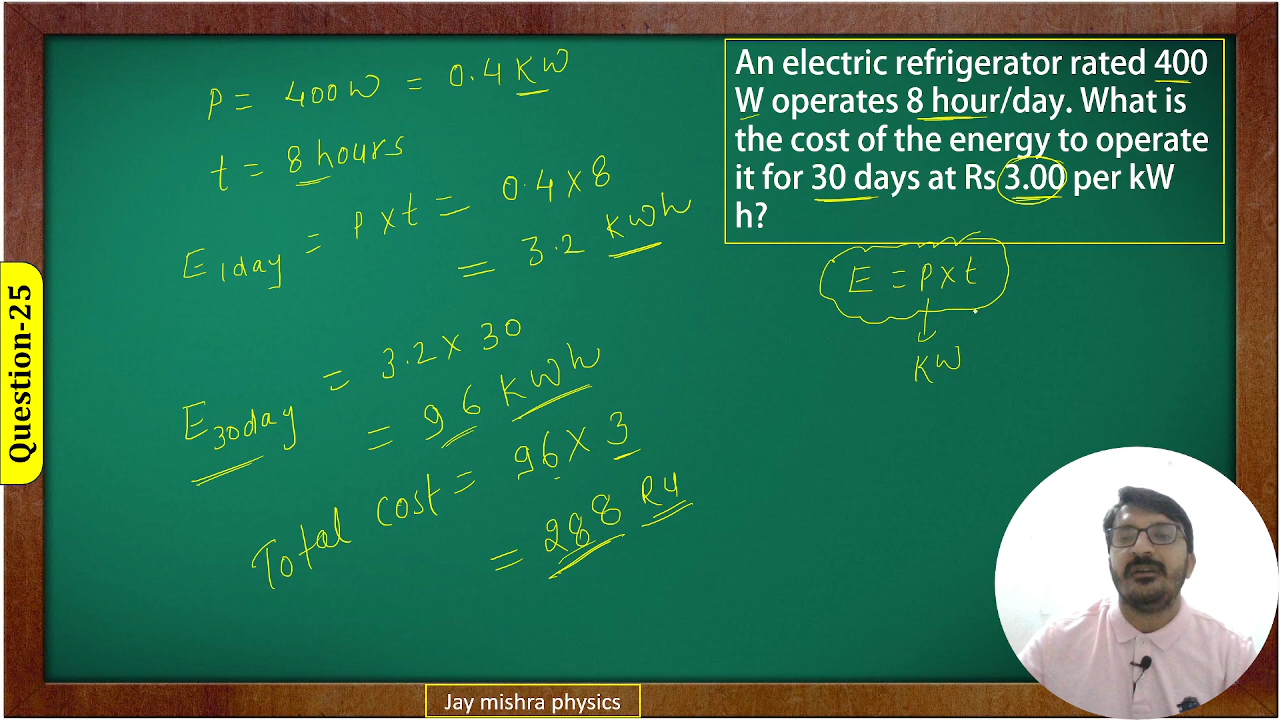 P = 400W = 0.4 KW
t = 8 hours
E1day = P x t = 0.4 x 8
= 3.2 KWh
E30day = 3.2 x 30
= 96 KWh
Total cost = 96 x 3
= 288
An electric refrigerator rated 400
W operates 8 hour/day. What is
the cost of the energy to operate
it for 30 days at Rs 3.00 per kW
h?
E = P x t
KW
Question-25
Jay mishra physics